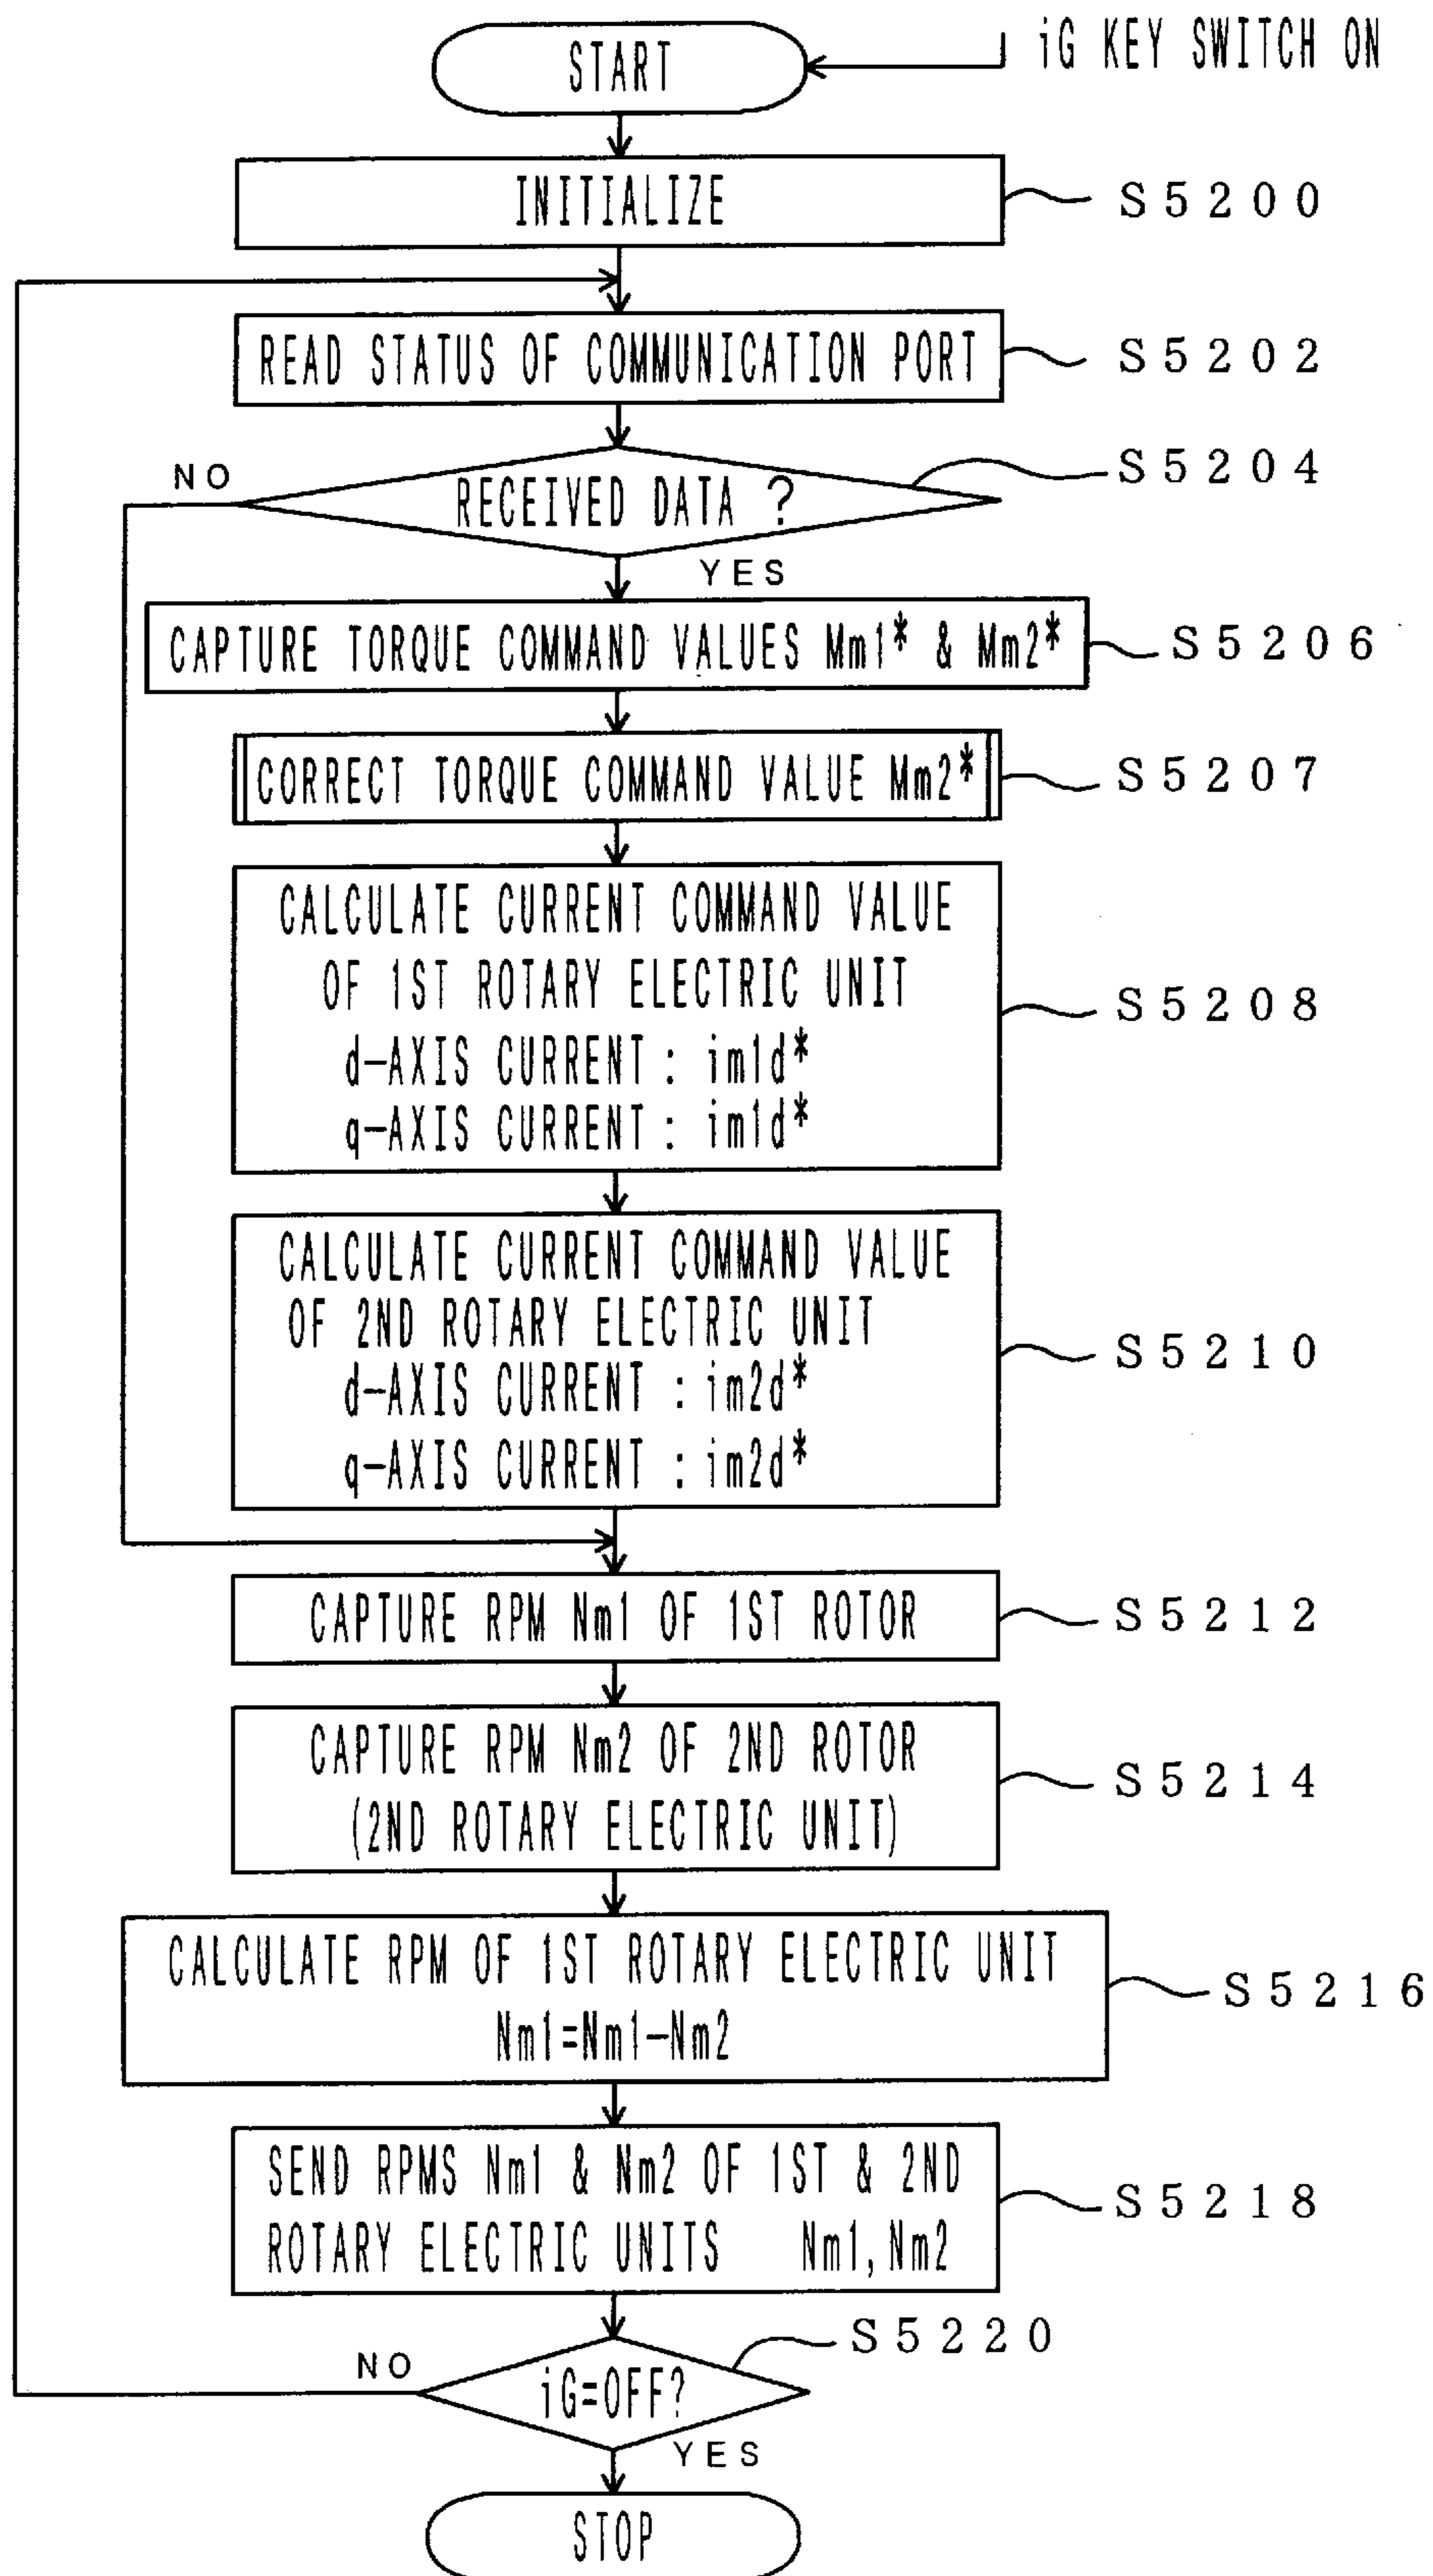 iG KEY SWITCH ON
START
INITIALIZE
S5200
READ STATUS OF COMMUNICATION PORT
S5202
NO
S5204
RECEIVED DATA ?
YES
CAPTURE TORQUE COMMAND VALUES Mm1* & Mm2*
S5206
CORRECT TORQUE COMMAND VALUE Mm2*
S5207
CALCULATE CURRENT COMMAND VALUE
OF 1ST ROTARY ELECTRIC UNIT
d-AXIS CURRENT : im1d*
q-AXIS CURRENT : im1d*
S5208
CALCULATE CURRENT COMMAND VALUE
OF 2ND ROTARY ELECTRIC UNIT
d-AXIS CURRENT : im2d*
q-AXIS CURRENT : im2d*
S5210
CAPTURE RPM Nm1 OF 1ST ROTOR
S5212
CAPTURE RPM Nm2 OF 2ND ROTOR
(2ND ROTARY ELECTRIC UNIT)
S5214
CALCULATE RPM OF 1ST ROTARY ELECTRIC UNIT
Nm1=Nm1-Nm2
S5216
SEND RPMS Nm1 & Nm2 OF 1ST & 2ND
ROTARY ELECTRIC UNITS Nm1, Nm2
S5218
S5220
NO
iG=OFF?
YES
STOP